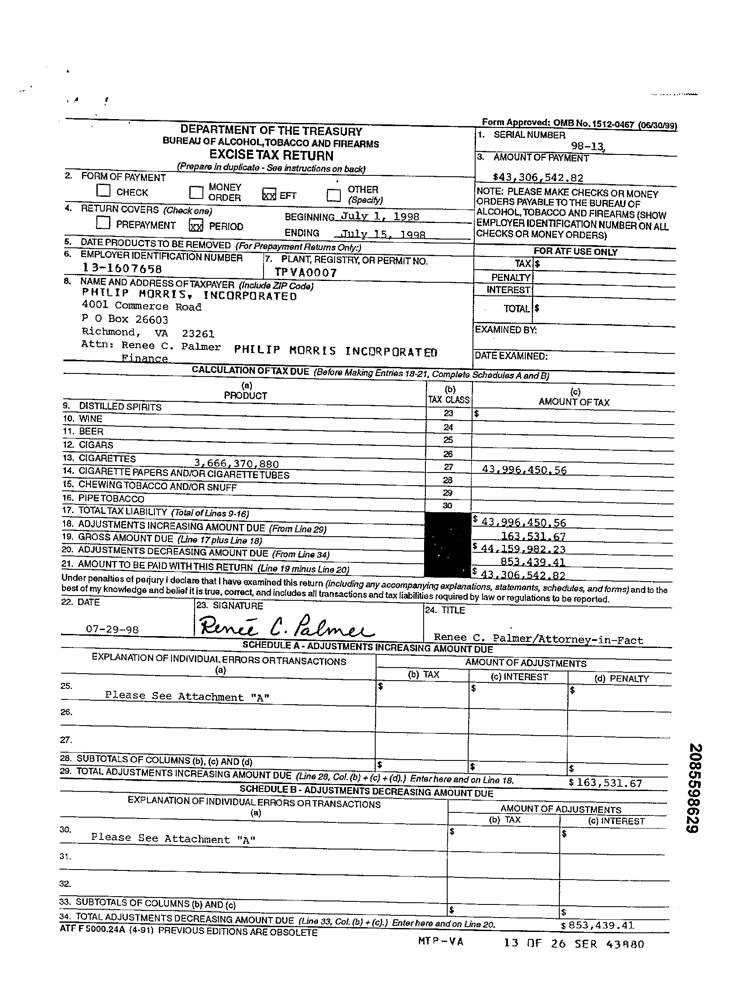 Form Approved: OMB No. 1512-0467 (06/30/99)
DEPARTMENT OF THE TREASURY
BUREAU OF ALCOHOL, TOBACCO AND FIREARMS
EXCISE TAX RETURN
(Prepare in duplicate - See instructions on back)
1. SERIAL NUMBER
98-13,
3. AMOUNT OF PAYMENT
$43,306,542.82
2. FORM OF PAYMENT
CHECK
MONEY ORDER
XX EFT
OTHER (Specify)
NOTE: PLEASE MAKE CHECKS OR MONEY
ORDERS PAYABLE TO THE BUREAU OF
ALCOHOL, TOBACCO AND FIREARMS (SHOW
EMPLOYER IDENTIFICATION NUMBER ON ALL
CHECKS OR MONEY ORDERS)
4. RETURN COVERS (Check one)
PREPAYMENT XX PERIOD
BEGINNING July 1, 1998
ENDING July 15, 1998
5. DATE PRODUCTS TO BE REMOVED (For Prepayment Returns Only:)
FOR ATF USE ONLY
6. EMPLOYER IDENTIFICATION NUMBER
13-1607658
7. PLANT, REGISTRY, OR PERMIT NO.
TPVA0007
TAX $
PENALTY
INTEREST
TOTAL $
EXAMINED BY:
DATE EXAMINED:
8. NAME AND ADDRESS OF TAXPAYER (Include ZIP Code)
PHILIP MORRIS, INCORPORATED
4001 Commerce Road
P O Box 26603
Richmond, VA 23261
Attn: Renee C. Palmer PHILIP MORRIS INCORPORATED
Finance
CALCULATION OF TAX DUE (Before Making Entries 18-21, Complete Schedules A and B)
(a) PRODUCT
(b) TAX CLASS
(c) AMOUNT OF TAX
9. DISTILLED SPIRITS 23 $
10. WINE 24
11. BEER 25
12. CIGARS 26
13. CIGARETTES 3,666,370,880 27 43,996,450.56
14. CIGARETTE PAPERS AND/OR CIGARETTE TUBES 28
15. CHEWING TOBACCO AND/OR SNUFF 29
16. PIPE TOBACCO 30
17. TOTAL TAX LIABILITY (Total of Lines 9-16) $ 43,996,450.56
18. ADJUSTMENTS INCREASING AMOUNT DUE (From Line 29) 163,531.67
19. GROSS AMOUNT DUE (Line 17 plus Line 18) $ 44,159,982.23
20. ADJUSTMENTS DECREASING AMOUNT DUE (From Line 34) 853,439.41
21. AMOUNT TO BE PAID WITH THIS RETURN (Line 19 minus Line 20) $ 43,306,542.82
Under penalties of perjury I declare that I have examined this return (including any accompanying explanations, statements, schedules, and forms) and to the
best of my knowledge and belief it is true, correct, and includes all transactions and tax liabilities required by law or regulations to be reported.
22. DATE
07-29-98
23. SIGNATURE
Renée C. Palmer
24. TITLE
Renee C. Palmer/Attorney-in-Fact
SCHEDULE A - ADJUSTMENTS INCREASING AMOUNT DUE
EXPLANATION OF INDIVIDUAL ERRORS OR TRANSACTIONS
(a)
AMOUNT OF ADJUSTMENTS
(b) TAX (c) INTEREST (d) PENALTY
25. Please See Attachment "A" $ $ $
26.
27.
28. SUBTOTALS OF COLUMNS (b), (c) AND (d) $ $ $
29. TOTAL ADJUSTMENTS INCREASING AMOUNT DUE (Line 28, Col. (b) + (c) + (d).) Enter here and on Line 18. $ 163,531.67
SCHEDULE B - ADJUSTMENTS DECREASING AMOUNT DUE
EXPLANATION OF INDIVIDUAL ERRORS OR TRANSACTIONS
(a)
AMOUNT OF ADJUSTMENTS
(b) TAX (c) INTEREST
30. Please See Attachment "A" $ $
31.
32.
33. SUBTOTALS OF COLUMNS (b) AND (c) $ $
34. TOTAL ADJUSTMENTS DECREASING AMOUNT DUE (Line 33, Col. (b) + (c).) Enter here and on Line 20. $ 853,439.41
ATF F 5000.24A (4-91) PREVIOUS EDITIONS ARE OBSOLETE
MTP-VA 13 OF 26 SER 43880
2085598629